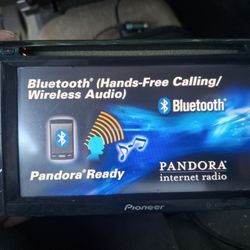 Bluetooth® (Hands-Free Calling/
Wireless Audio)
Bluetooth®
Pandora® Ready
PANDORA®
internet radio
Pioneer